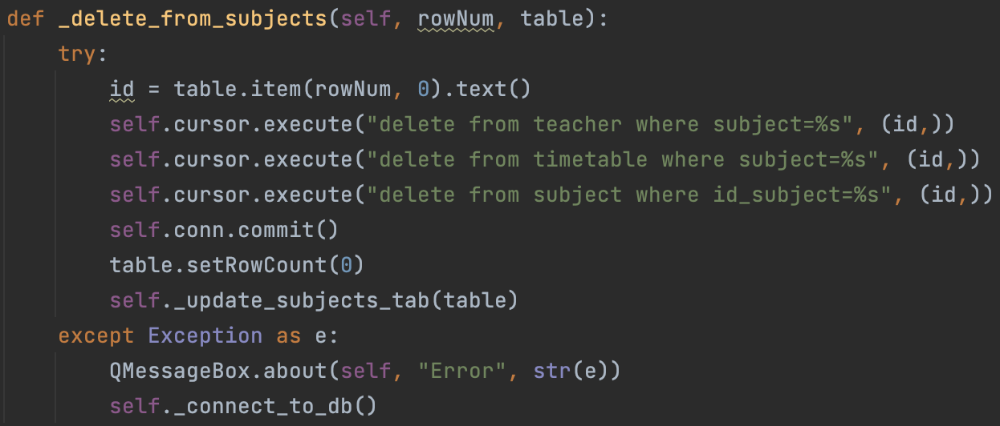 def _delete_from_subjects(self, rowNum, table):
    try:
        id = table.item(rowNum, 0).text()
        self.cursor.execute("delete from teacher where subject=%s", (id,))
        self.cursor.execute("delete from timetable where subject=%s", (id,))
        self.cursor.execute("delete from subject where id_subject=%s", (id,))
        self.conn.commit()
        table.setRowCount(0)
        self._update_subjects_tab(table)
    except Exception as e:
        QMessageBox.about(self, "Error", str(e))
        self._connect_to_db()